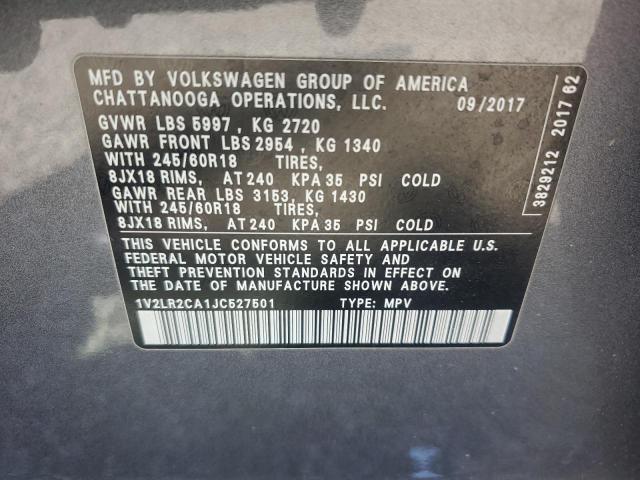 MFD BY VOLKSWAGEN GROUP OF AMERICA
CHATTANOOGA OPERATIONS, LLC. 09/2017
GVWR LBS 5997 , KG 2720
GAWR FRONT LBS 2954 , KG 1340
WITH 245/60R18 TIRES,
8JX18 RIMS, AT 240 KPA 35 PSI COLD
GAWR REAR LBS 3153, KG 1430
WITH 245/60R18 TIRES,
8JX18 RIMS, AT 240 KPA 35 PSI COLD
THIS VEHICLE CONFORMS TO ALL APPLICABLE U.S.
FEDERAL MOTOR VEHICLE SAFETY AND
THEFT PREVENTION STANDARDS IN EFFECT ON
THE DATE OF MANUFACTURE SHOWN ABOVE.
1V2LR2CA1JC527501 TYPE: MPV
3829212 2017 62